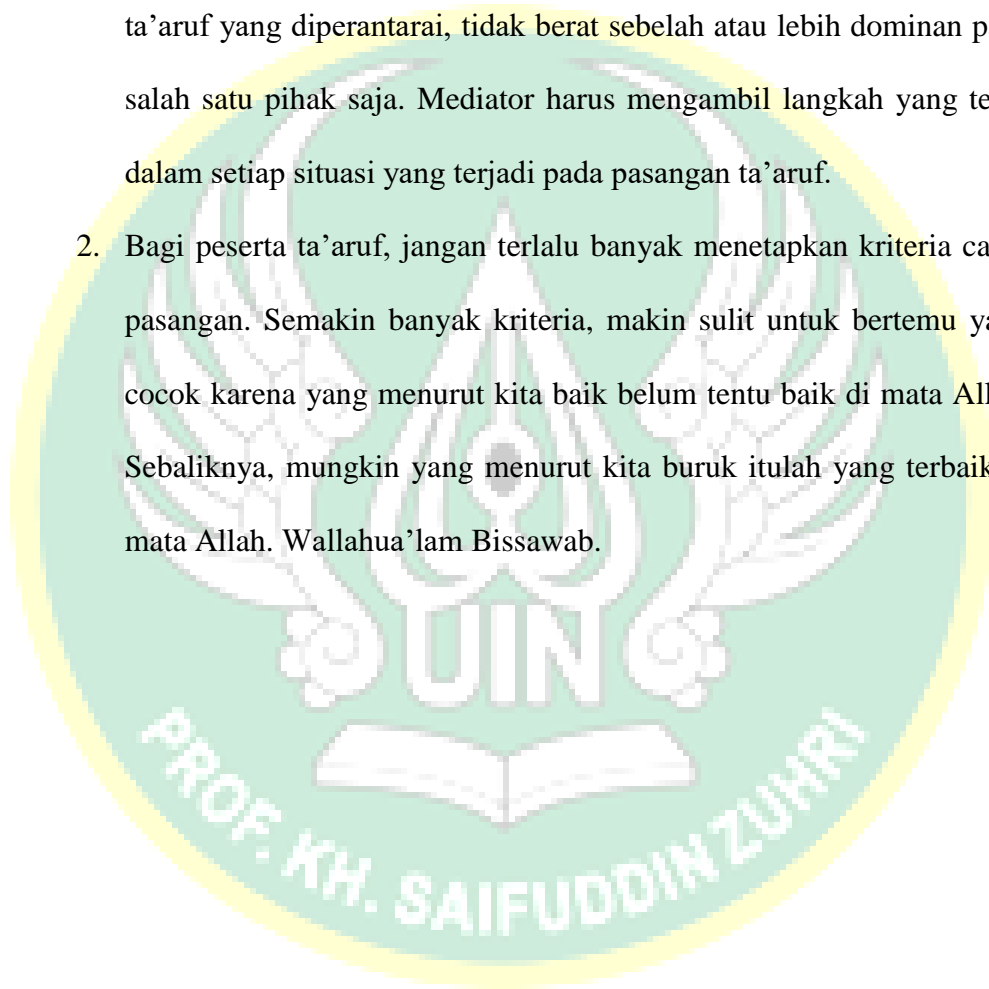 ta’aruf yang diperantarai, tidak berat sebelah atau lebih dominan
salah satu pihak saja. Mediator harus mengambil langkah yang
dalam setiap situasi yang terjadi pada pasangan ta’aruf.
2. Bagi peserta ta’aruf, jangan terlalu banyak menetapkan kriteria
pasangan. Semakin banyak kriteria, makin sulit untuk bertemu
cocok karena yang menurut kita baik belum tentu baik di mata
Sebaliknya, mungkin yang menurut kita buruk itulah yang terbaik
mata Allah. Wallahua’lam Bissawab.
UIN
PROF. KH. SAIFUDDIN ZUHRI